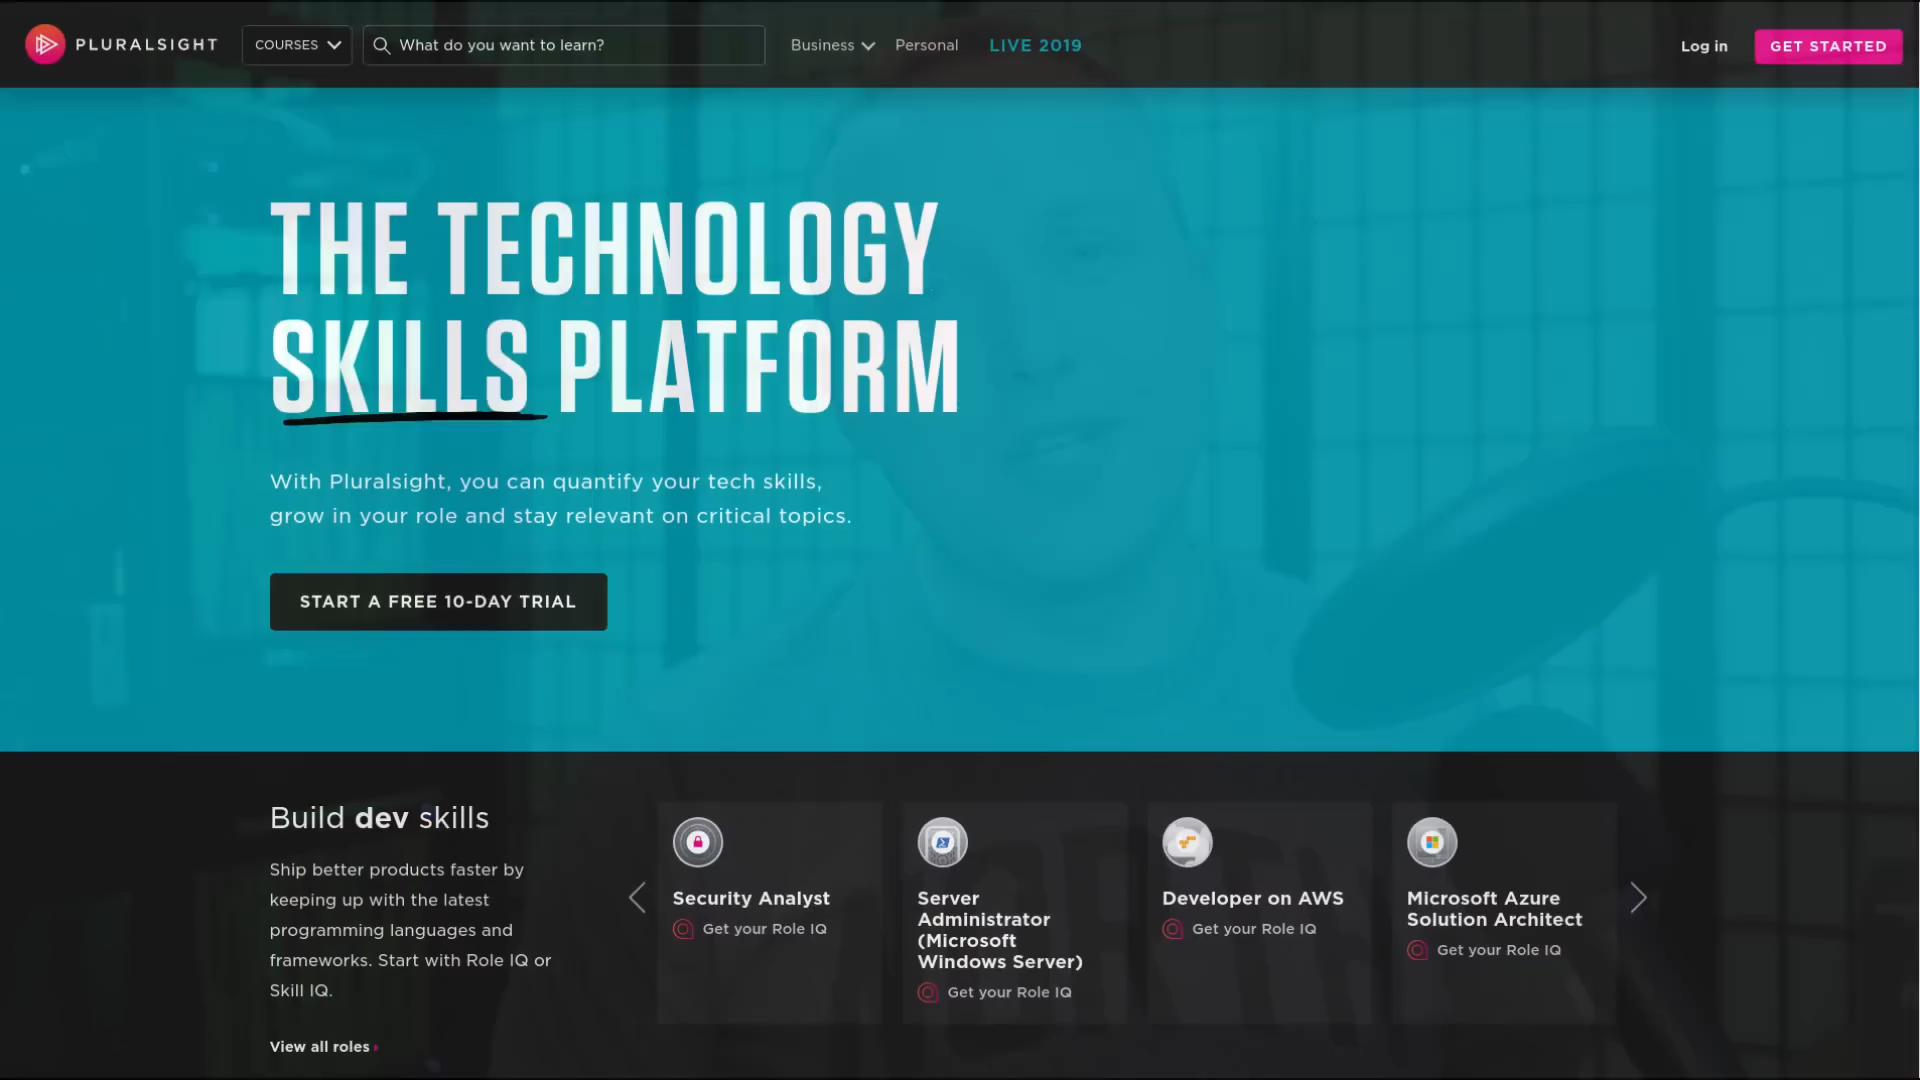 PLURALSIGHT
COURSES
What do you want to learn?
Business
Personal
LIVE 2019
Log in
GET STARTED
THE TECHNOLOGY
SKILLS PLATFORM
With Pluralsight, you can quantify your tech skills,
grow in your role and stay relevant on critical topics.
START A FREE 10-DAY TRIAL
Build dev skills
Ship better products faster by
keeping up with the latest
programming languages and
frameworks. Start with Role IQ or
Skill IQ.
View all roles
Security Analyst
Get your Role IQ
Server
Administrator
(Microsoft
Windows Server)
Get your Role IQ
Developer on AWS
Get your Role IQ
Microsoft Azure
Solution Architect
Get your Role IQ